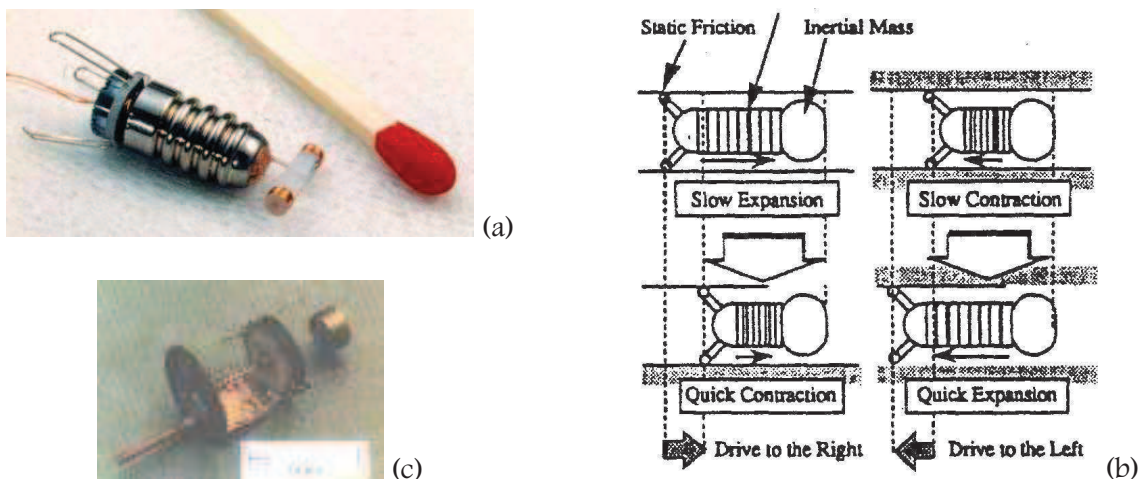 (a)
Static Friction
Inertial Mass
Slow Expansion
Slow Contraction
Quick Contraction
Quick Expansion
Drive to the Right
Drive to the Left
(b)
(c)